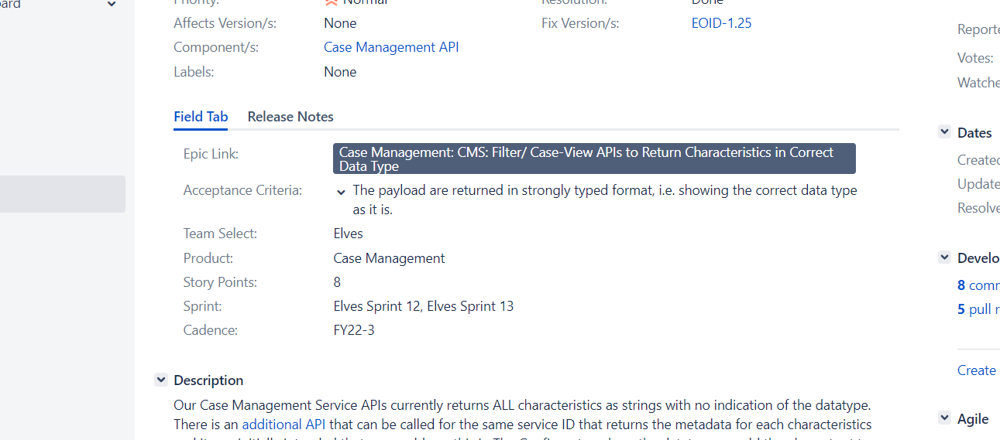 Priority: Normal Resolution: Done
Affects Version/s: None Fix Version/s: EOID-1.25
Component/s: Case Management API
Labels: None
Field Tab Release Notes
Epic Link: Case Management: CMS: Filter/ Case-View APIs to Return Characteristics in Correct
Data Type
Acceptance Criteria: The payload are returned in strongly typed format, i.e. showing the correct data type
as it is.
Team Select: Elves
Product: Case Management
Story Points: 8
Sprint: Elves Sprint 12, Elves Sprint 13
Cadence: FY22-3
Description
Our Case Management Service APIs currently returns ALL characteristics as strings with no indication of the datatype.
There is an additional API that can be called for the same service ID that returns the metadata for each characteristics
Reporte
Votes:
Watche
Dates
Created
Update
Resolve
Develo
8 comm
5 pull r
Create
Agile